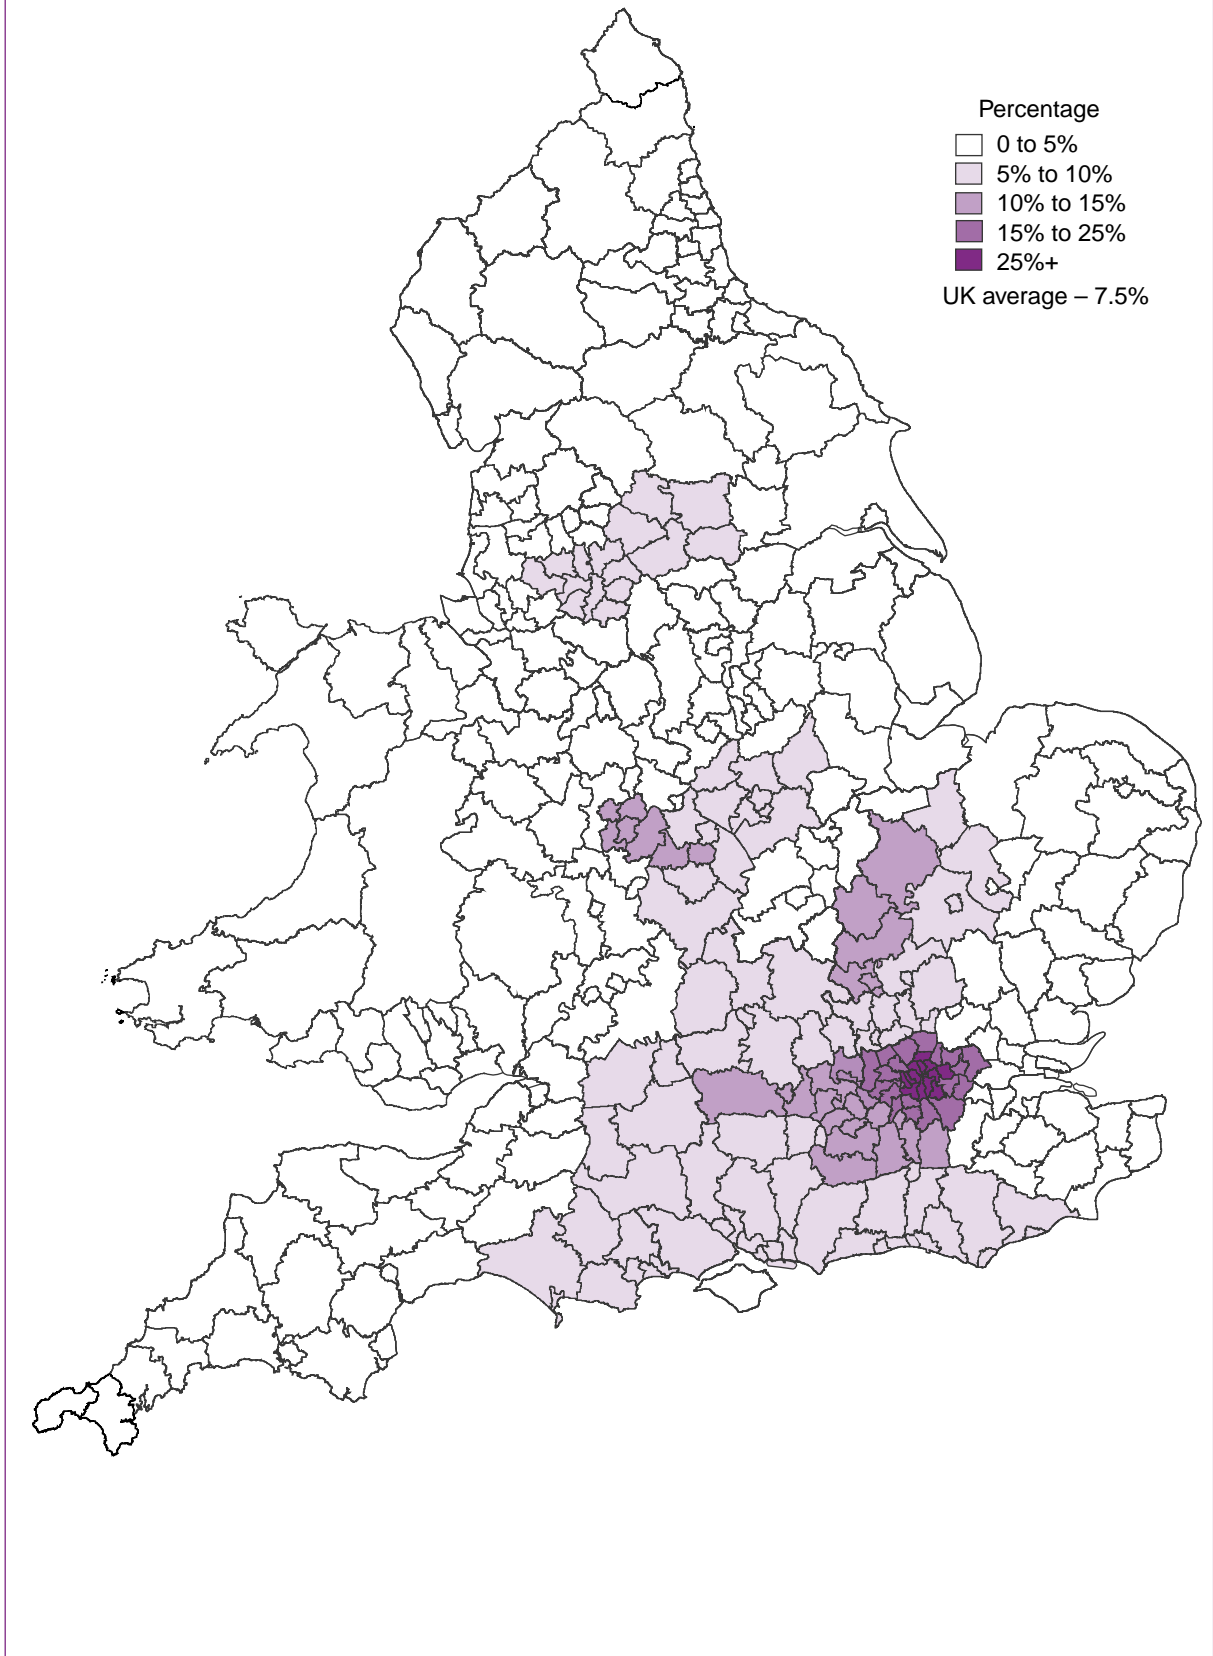 Percentage
0 to 5%
5% to 10%
10% to 15%
15% to 25%
25%+
UK average – 7.5%